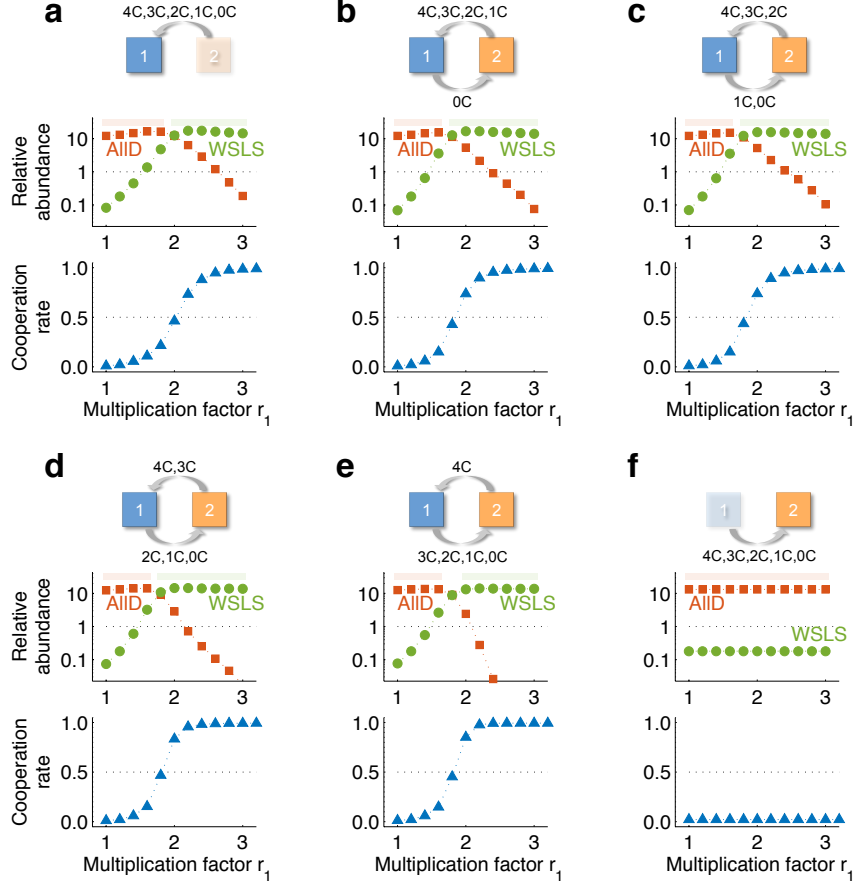 a b c
4C,3C,2C,1C,0C 4C,3C,2C,1C 4C,3C,2C
1 2 1 2 1 2
0C 1C,0C
Relative abundance
10
1
0.1
AllD WSLS
10
1
0.1
AllD WSLS
10
1
0.1
AllD WSLS
1 2 3 1 2 3 1 2 3
Cooperation rate
1.0
0.5
0.0
1.0
0.5
0.0
1.0
0.5
0.0
1 2 3 1 2 3 1 2 3
Multiplication factor r1 Multiplication factor r1 Multiplication factor r1
d e f
4C,3C 4C
1 2 1 2 1 2
2C,1C,0C 3C,2C,1C,0C 4C,3C,2C,1C,0C
Relative abundance
10
1
0.1
AllD WSLS
10
1
0.1
AllD WSLS
10
1
0.1
AllD WSLS
1 2 3 1 2 3 1 2 3
Cooperation rate
1.0
0.5
0.0
1.0
0.5
0.0
1.0
0.5
0.0
1 2 3 1 2 3 1 2 3
Multiplication factor r1 Multiplication factor r1 Multiplication factor r1